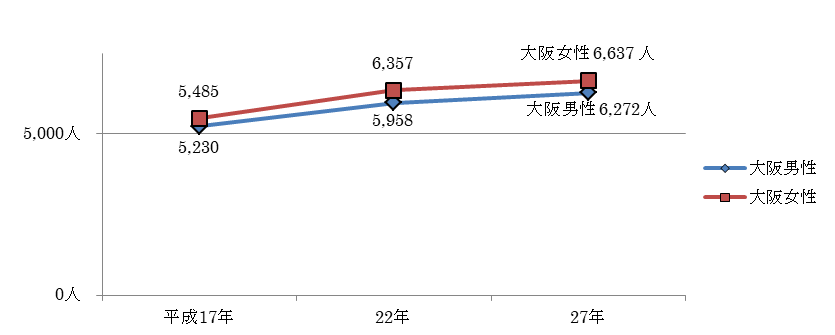 大阪女性 6,637 人
6,357
5,485
大阪男性 6,272人
5,958
5,000人
5,230
大阪男性
大阪女性
0人
平成17年
22年
27年